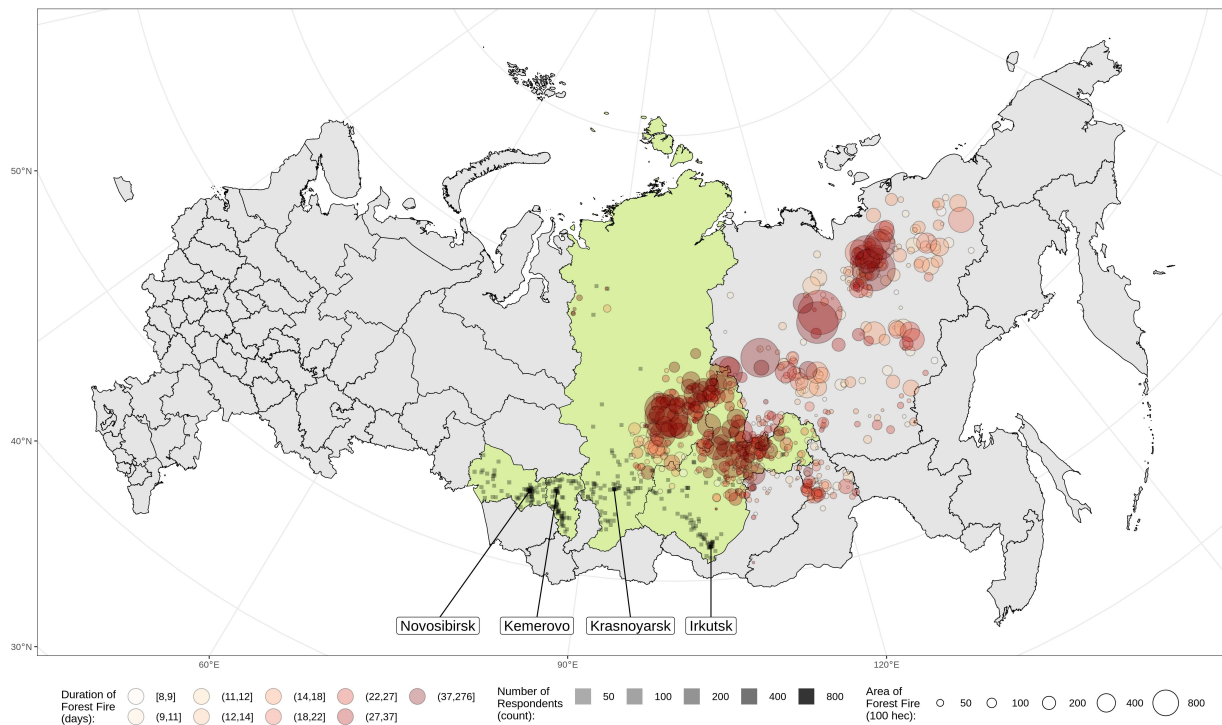 50°N
40°N
30°N
60°E
90°E
120°E
Novosibirsk
Kemerovo
Krasnoyarsk
Irkutsk
Duration of
Forest Fire
(days):
[8,9]
(9,11]
(11,12]
(12,14]
(14,18]
(18,22]
(22,27]
(27,37]
(37,276]
Number of
Respondents
(count):
50
100
200
400
800
Area of
Forest Fire
(100 hec):
50
100
200
400
800